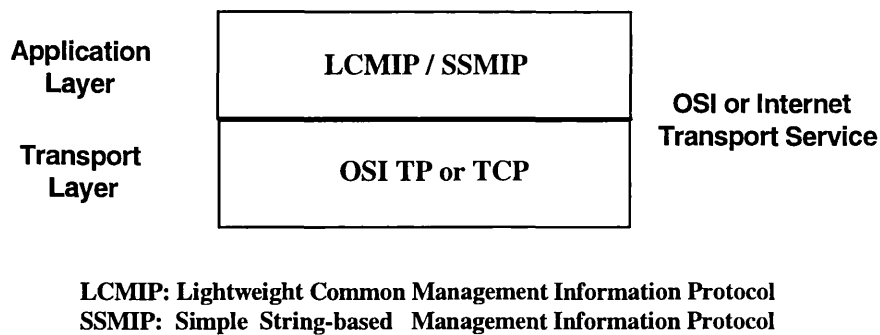 Application
Layer
LCMIP / SSMIP
OSI or Internet
Transport Service
Transport
Layer
OSI TP or TCP
LCMIP: Lightweight Common Management Information Protocol
SSMIP: Simple String-based Management Information Protocol